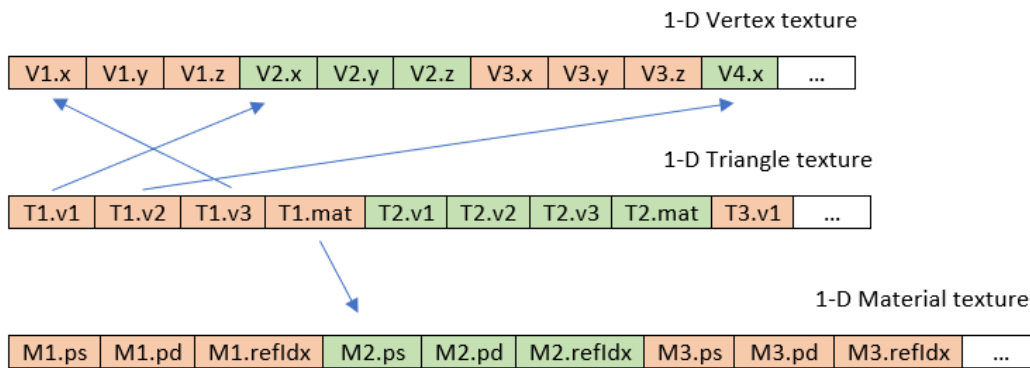 1-D Vertex texture
V1.x V1.y V1.z V2.x V2.y V2.z V3.x V3.y V3.z V4.x ...
1-D Triangle texture
T1.v1 T1.v2 T1.v3 T1.mat T2.v1 T2.v2 T2.v3 T2.mat T3.v1 ...
1-D Material texture
M1.ps M1.pd M1.refIdx M2.ps M2.pd M2.refIdx M3.ps M3.pd M3.refIdx ...